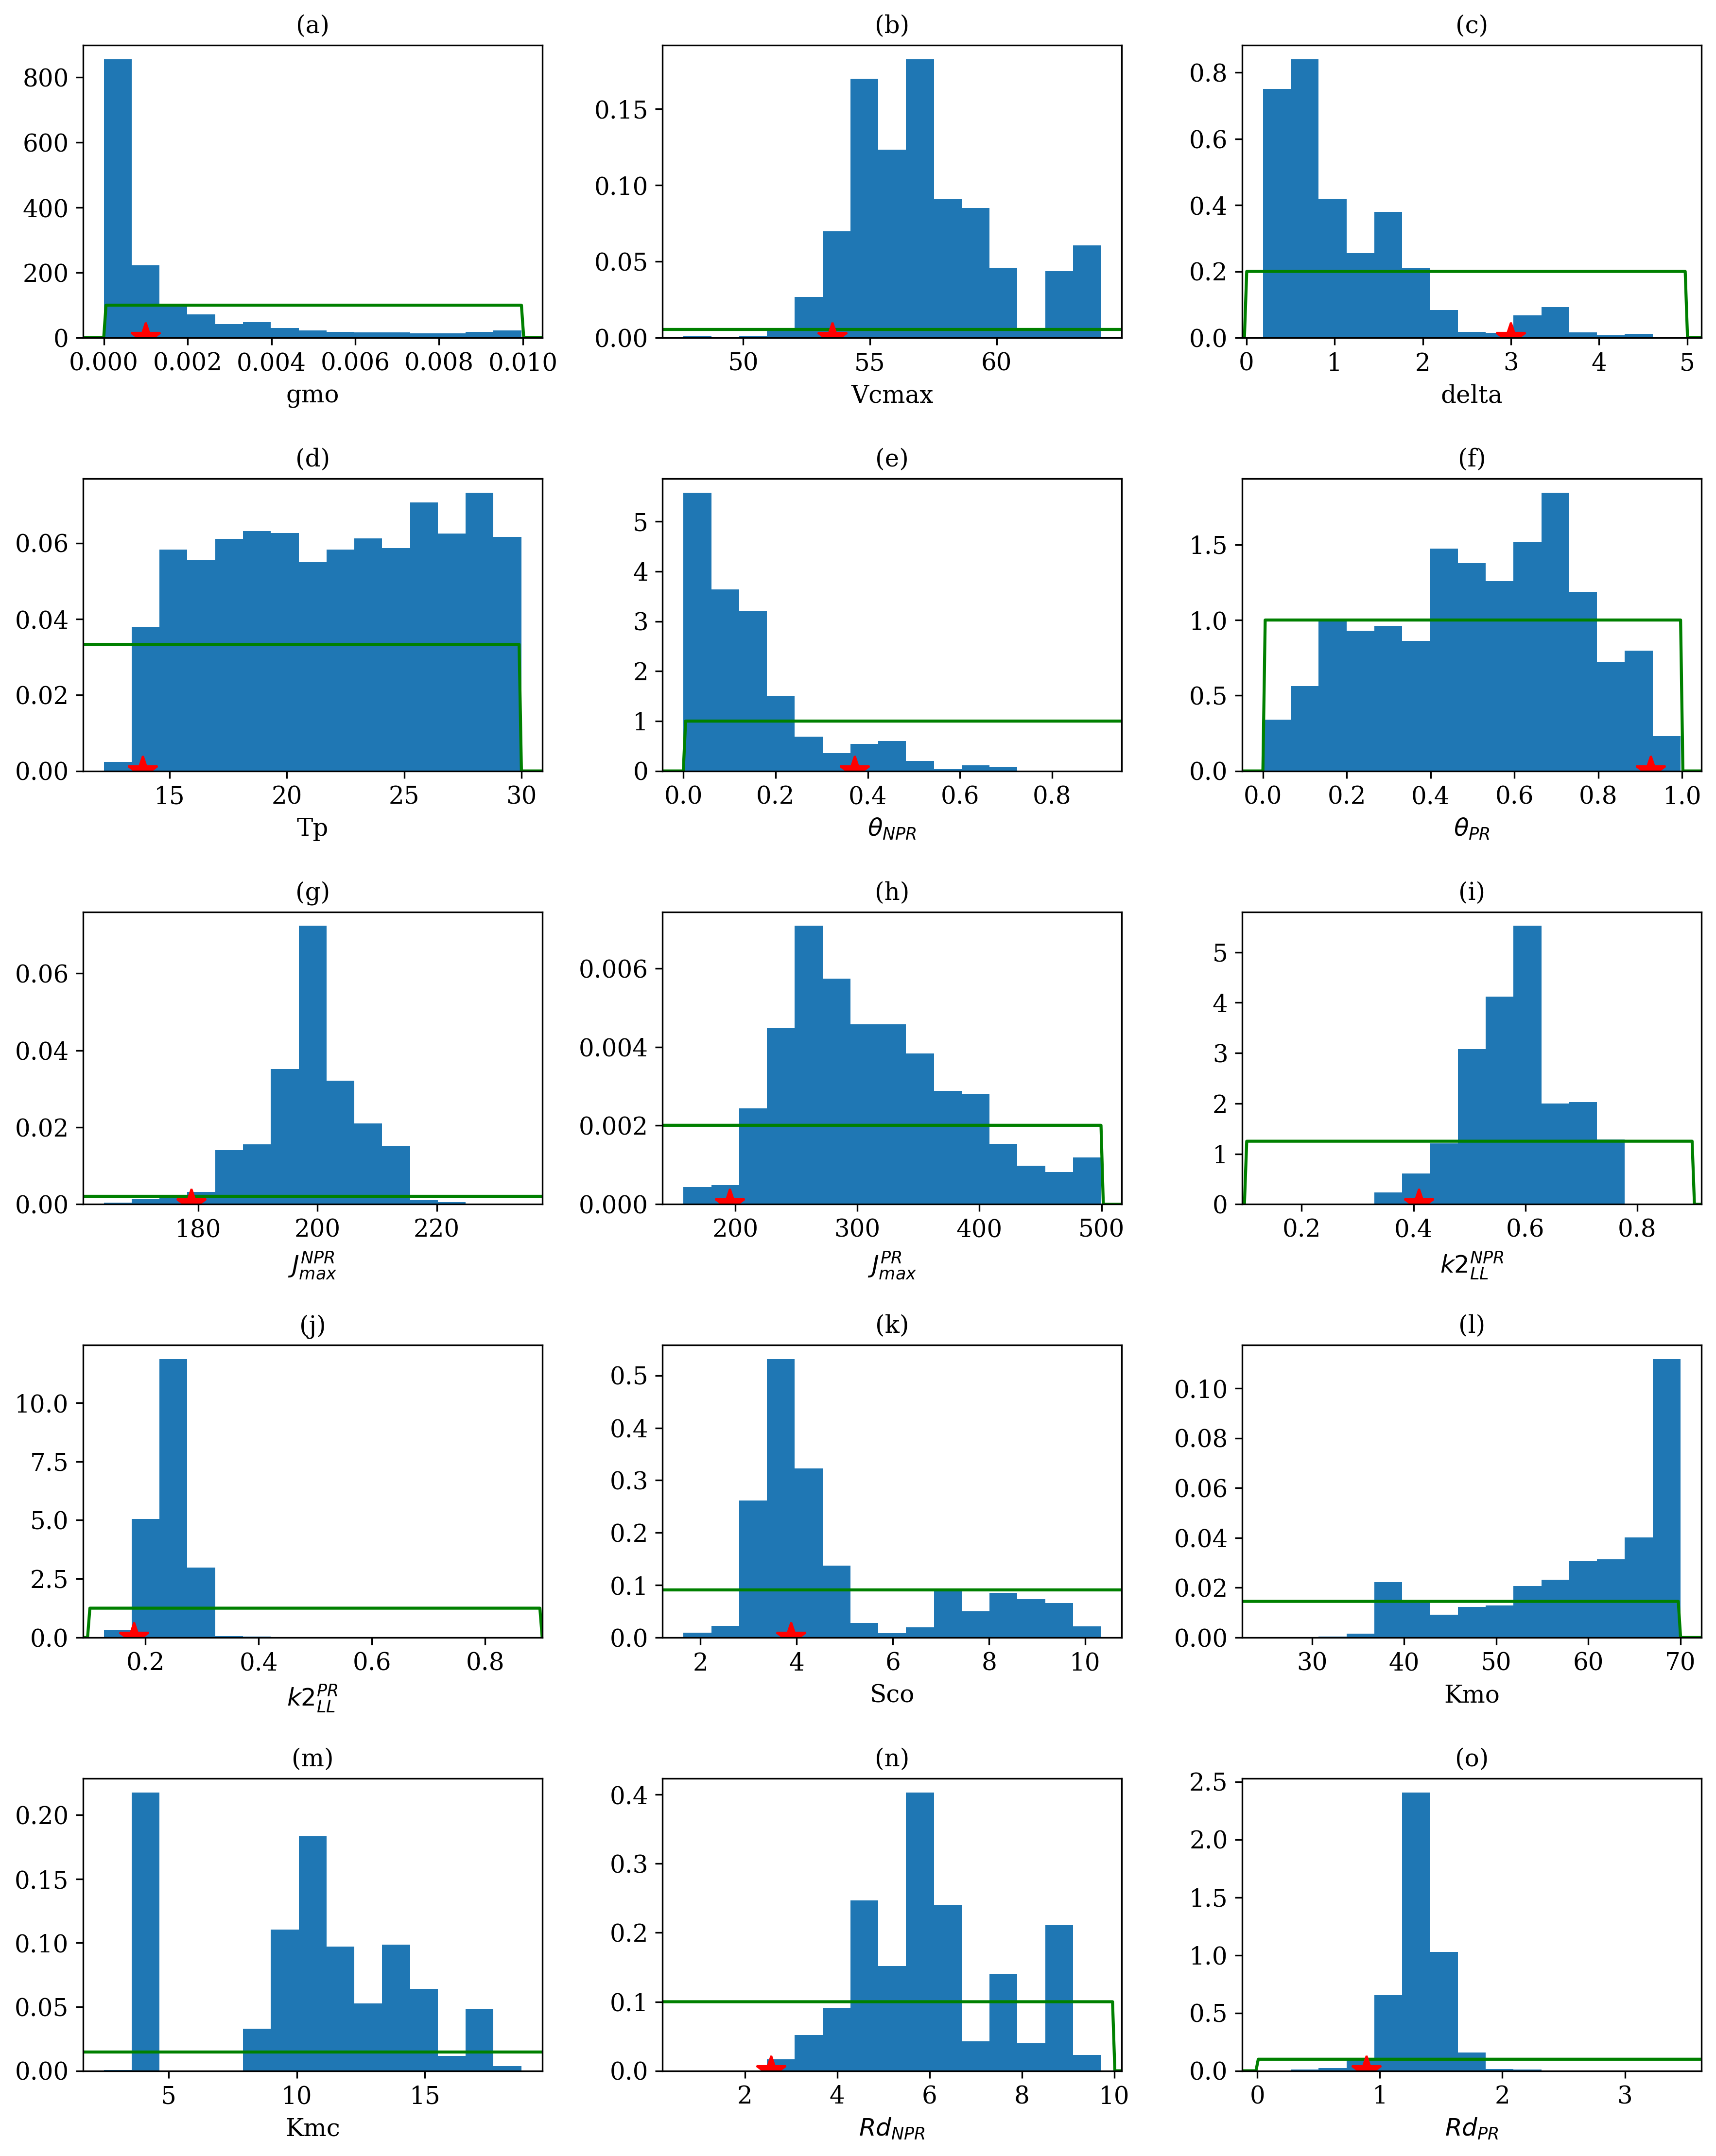 (a) (b) (c)
800 600 400 200 0
0.000 0.002 0.004 0.006 0.008 0.010
gmo
0.15 0.10 0.05 0.00
50 55 60
Vcmax
0.8 0.6 0.4 0.2 0.0
0 1 2 3 4 5
delta
(d) (e) (f)
0.06 0.04 0.02 0.00
15 20 25 30
Tp
5 4 3 2 1 0
0.0 0.2 0.4 0.6 0.8
θNPR
1.5 1.0 0.5 0.0
0.0 0.2 0.4 0.6 0.8 1.0
θPR
(g) (h) (i)
0.06 0.04 0.02 0.00
180 200 220
J NPR max
0.006 0.004 0.002 0.000
200 300 400 500
J PR max
5 4 3 2 1 0
0.2 0.4 0.6 0.8
k2 NPR LL
(j) (k) (l)
10.0 7.5 5.0 2.5 0.0
0.2 0.4 0.6 0.8
k2 PR LL
0.5 0.4 0.3 0.2 0.1 0.0
2 4 6 8 10
Sco
0.10 0.08 0.06 0.04 0.02 0.00
30 40 50 60 70
Kmo
(m) (n) (o)
0.20 0.15 0.10 0.05 0.00
5 10 15
Kmc
0.4 0.3 0.2 0.1 0.0
2 4 6 8 10
RdNPR
2.5 2.0 1.5 1.0 0.5 0.0
0 1 2 3
RdPR